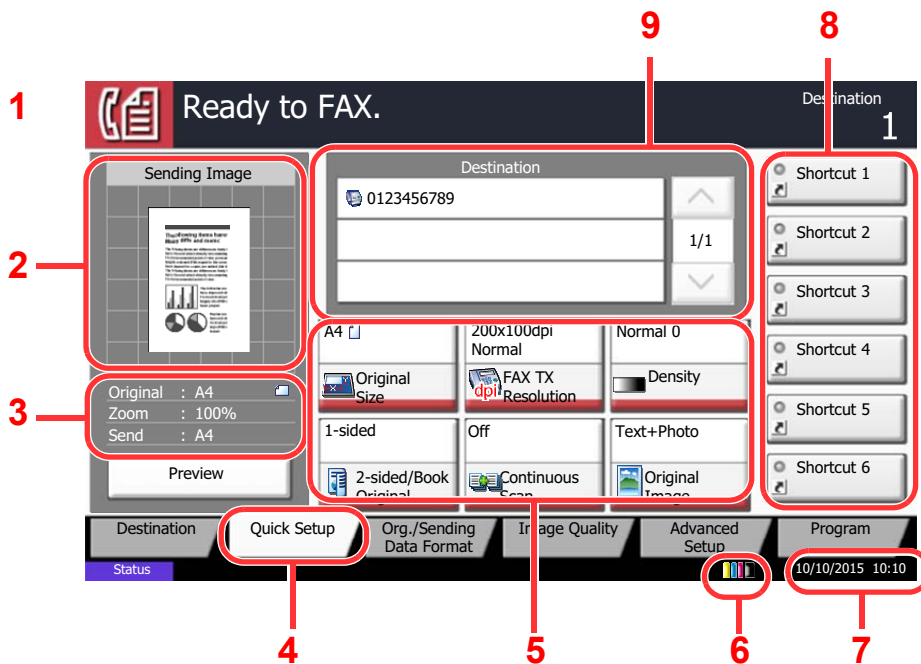 9
8
1
Ready to FAX.
Destination
1
Sending Image
Destination
0123456789
1/1
Shortcut 1
Shortcut 2
Shortcut 3
Shortcut 4
Shortcut 5
Shortcut 6
2
A4
200x100dpi
Normal
Normal 0
Original
Size
dpi
FAX TX
Resolution
Density
3
Original : A4
Zoom : 100%
Send : A4
Preview
1-sided
Off
Text+Photo
2-sided/Book
Original
Continuous
Scan
Original
Image
Destination
Quick Setup
Org./Sending
Data Format
Image Quality
Advanced
Setup
Program
Status
10/10/2015 10:10
4
5
6
7